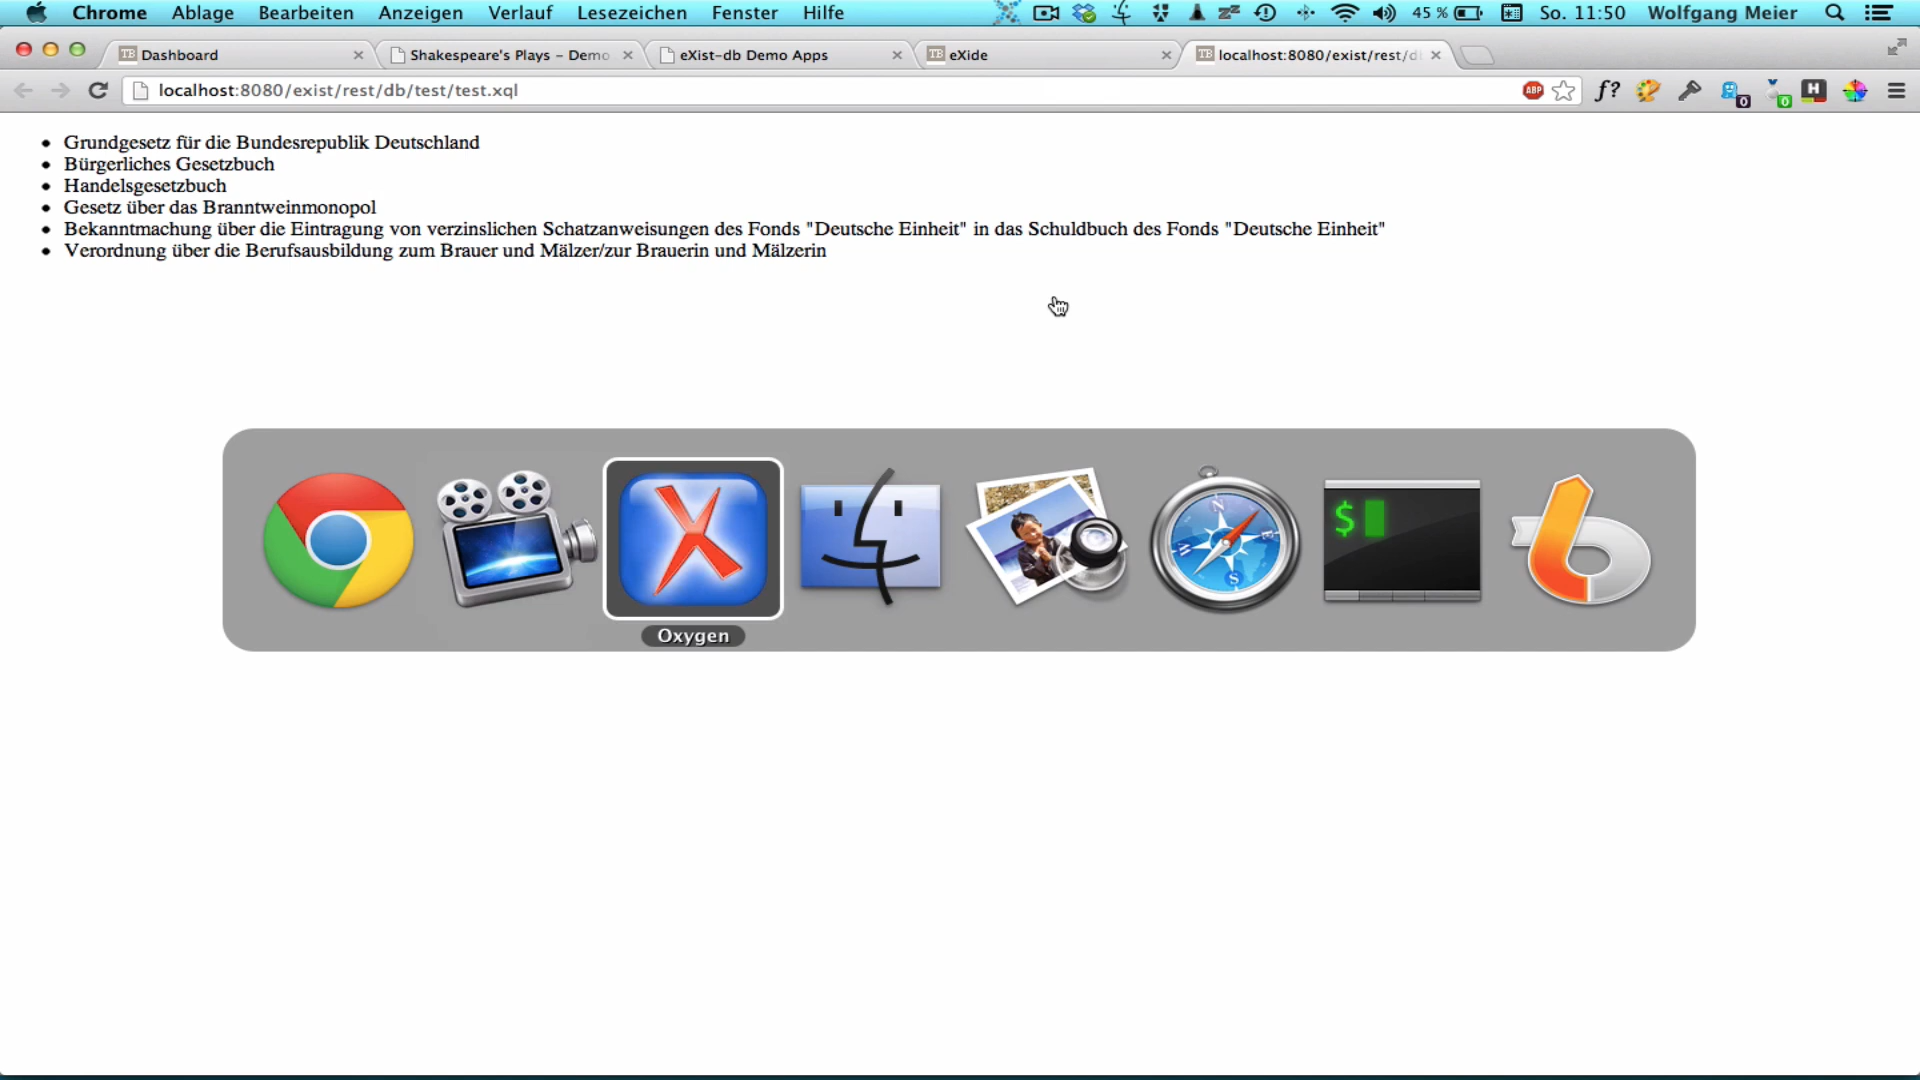 Chrome Ablage Bearbeiten Anzeigen Verlauf Lesezeichen Fenster Hilfe 45 % So. 11:50 Wolfgang Meier
Dashboard Shakespeare's Plays – Demo eXist-db Demo Apps eXide localhost:8080/exist/rest/d
localhost:8080/exist/rest/db/test/test.xql ABP f? 0 0 H
Grundgesetz für die Bundesrepublik Deutschland
Bürgerliches Gesetzbuch
Handelsgesetzbuch
Gesetz über das Branntweinmonopol
Bekanntmachung über die Eintragung von verzinslichen Schatzanweisungen des Fonds "Deutsche Einheit" in das Schuldbuch des Fonds "Deutsche Einheit"
Verordnung über die Berufsausbildung zum Brauer und Mälzer/zur Brauerin und Mälzerin
$
Oxygen